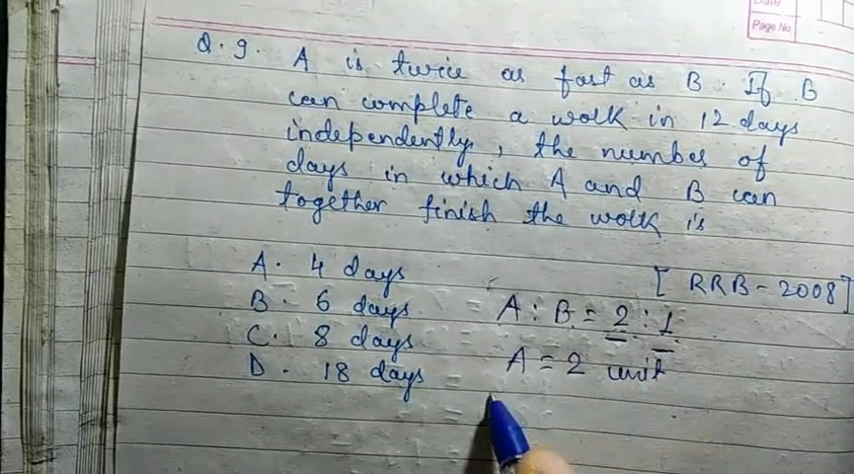 Date
Page No
Q.9. A is twice as fast as B. If B
can complete a work in 12 days
independently, the number of
days in which A and B can
together finish the work is
[RRB-2008]
A. 4 days
B. 6 days
C. 8 days
D. 18 days
A : B = 2 : 1
A = 2 unit